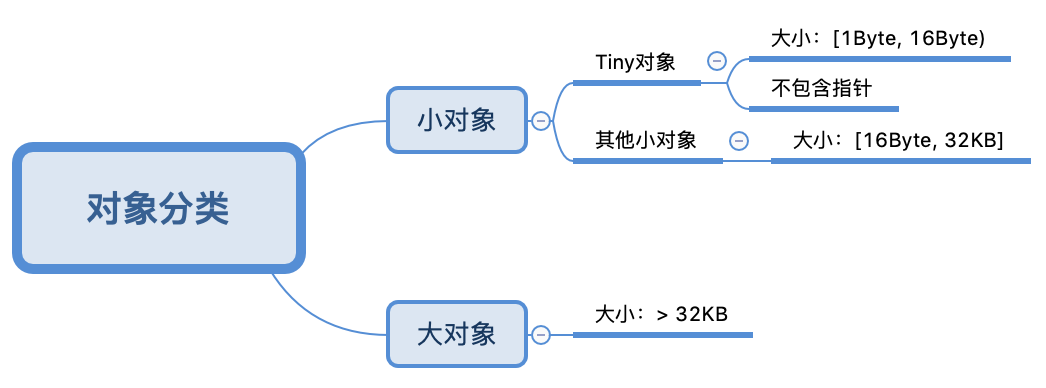 对象分类
小对象
Tiny对象
大小：[1Byte, 16Byte)
不包含指针
其他小对象
大小：[16Byte, 32KB]
大对象
大小：> 32KB